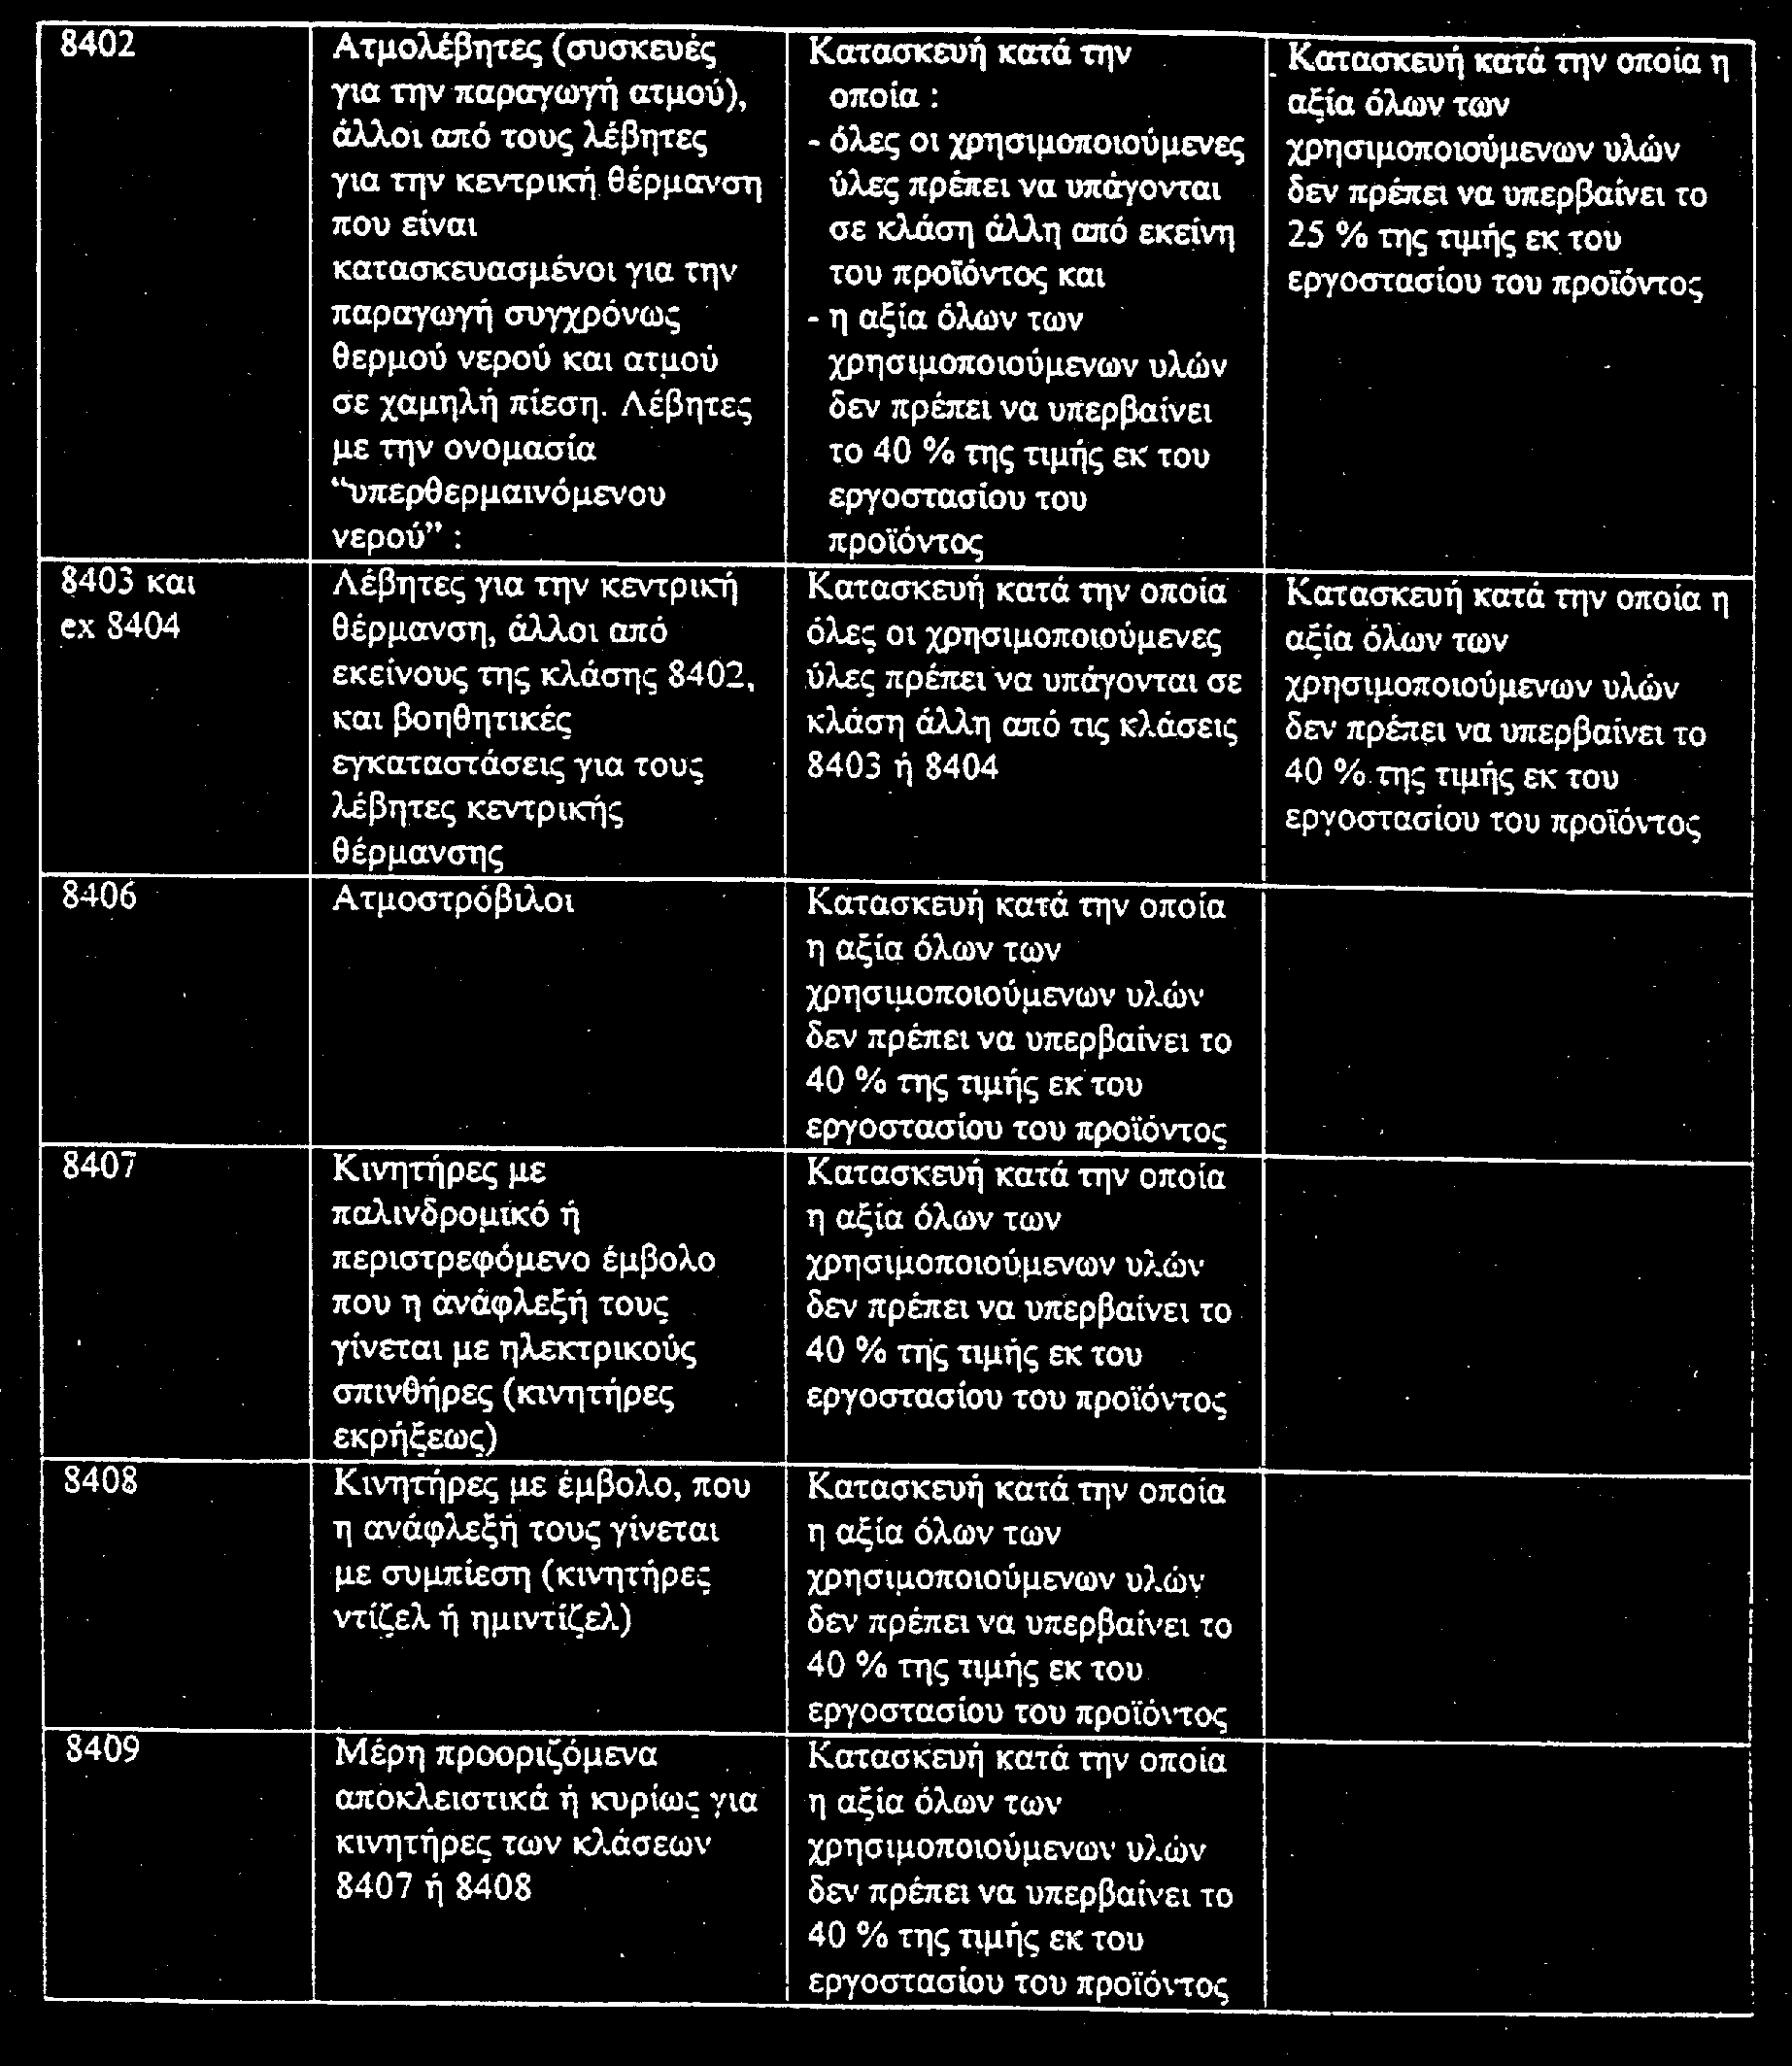 8402
Ατμολέβητες (συσκευές
για την παραγωγή ατμού),
άλλοι από τους λέβητες
για την κεντρική θέρμανση
που είναι
κατασκευασμένοι για την
παραγωγή συγχρόνως
θερμού νερού και ατμού
σε χαμηλή πίεση. Λέβητες
με την ονομασία
“υπερθερμαινόμενου
νερού” :
Κατασκευή κατά την
οποία :
- όλες οι χρησιμοποιούμενες
ύλες πρέπει να υπάγονται
σε κλάση άλλη από εκείνη
του προϊόντος και
- η αξία όλων των
χρησιμοποιούμενων υλών
δεν πρέπει να υπερβαίνει
το 40 % της τιμής εκ του
εργοστασίου του
προϊόντος
Κατασκευή κατά την οποία η
αξία όλων των
χρησιμοποιούμενων υλών
δεν πρέπει να υπερβαίνει το
25 % της τιμής εκ του
εργοστασίου του προϊόντος
8403 και
ex 8404
Λέβητες για την κεντρική
θέρμανση, άλλοι από
εκείνους της κλάσης 8402,
και βοηθητικές
εγκαταστάσεις για τους
λέβητες κεντρικής
θέρμανσης
Κατασκευή κατά την οποία
όλες οι χρησιμοποιούμενες
ύλες πρέπει να υπάγονται σε
κλάση άλλη από τις κλάσεις
8403 ή 8404
Κατασκευή κατά την οποία η
αξία όλων των
χρησιμοποιούμενων υλών
δεν πρέπει να υπερβαίνει το
40 % της τιμής εκ του
εργοστασίου του προϊόντος
8406
Ατμοστρόβιλοι
Κατασκευή κατά την οποία
η αξία όλων των
χρησιμοποιούμενων υλών
δεν πρέπει να υπερβαίνει το
40 % της τιμής εκ του
εργοστασίου του προϊόντος
8407
Κινητήρες με
παλινδρομικό ή
περιστρεφόμενο έμβολο
που η ανάφλεξή τους
γίνεται με ηλεκτρικούς
σπινθήρες (κινητήρες
εκρήξεως)
Κατασκευή κατά την οποία
η αξία όλων των
χρησιμοποιούμενων υλών
δεν πρέπει να υπερβαίνει το
40 % της τιμής εκ του
εργοστασίου του προϊόντος
8408
Κινητήρες με έμβολο, που
η ανάφλεξή τους γίνεται
με συμπίεση (κινητήρες
ντίζελ ή ημιντίζελ)
Κατασκευή κατά την οποία
η αξία όλων των
χρησιμοποιούμενων υλών
δεν πρέπει να υπερβαίνει το
40 % της τιμής εκ του
εργοστασίου του προϊόντος
8409
Μέρη προοριζόμενα
αποκλειστικά ή κυρίως για
κινητήρες των κλάσεων
8407 ή 8408
Κατασκευή κατά την οποία
η αξία όλων των
χρησιμοποιούμενων υλών
δεν πρέπει να υπερβαίνει το
40 % της τιμής εκ του
εργοστασίου του προϊόντος